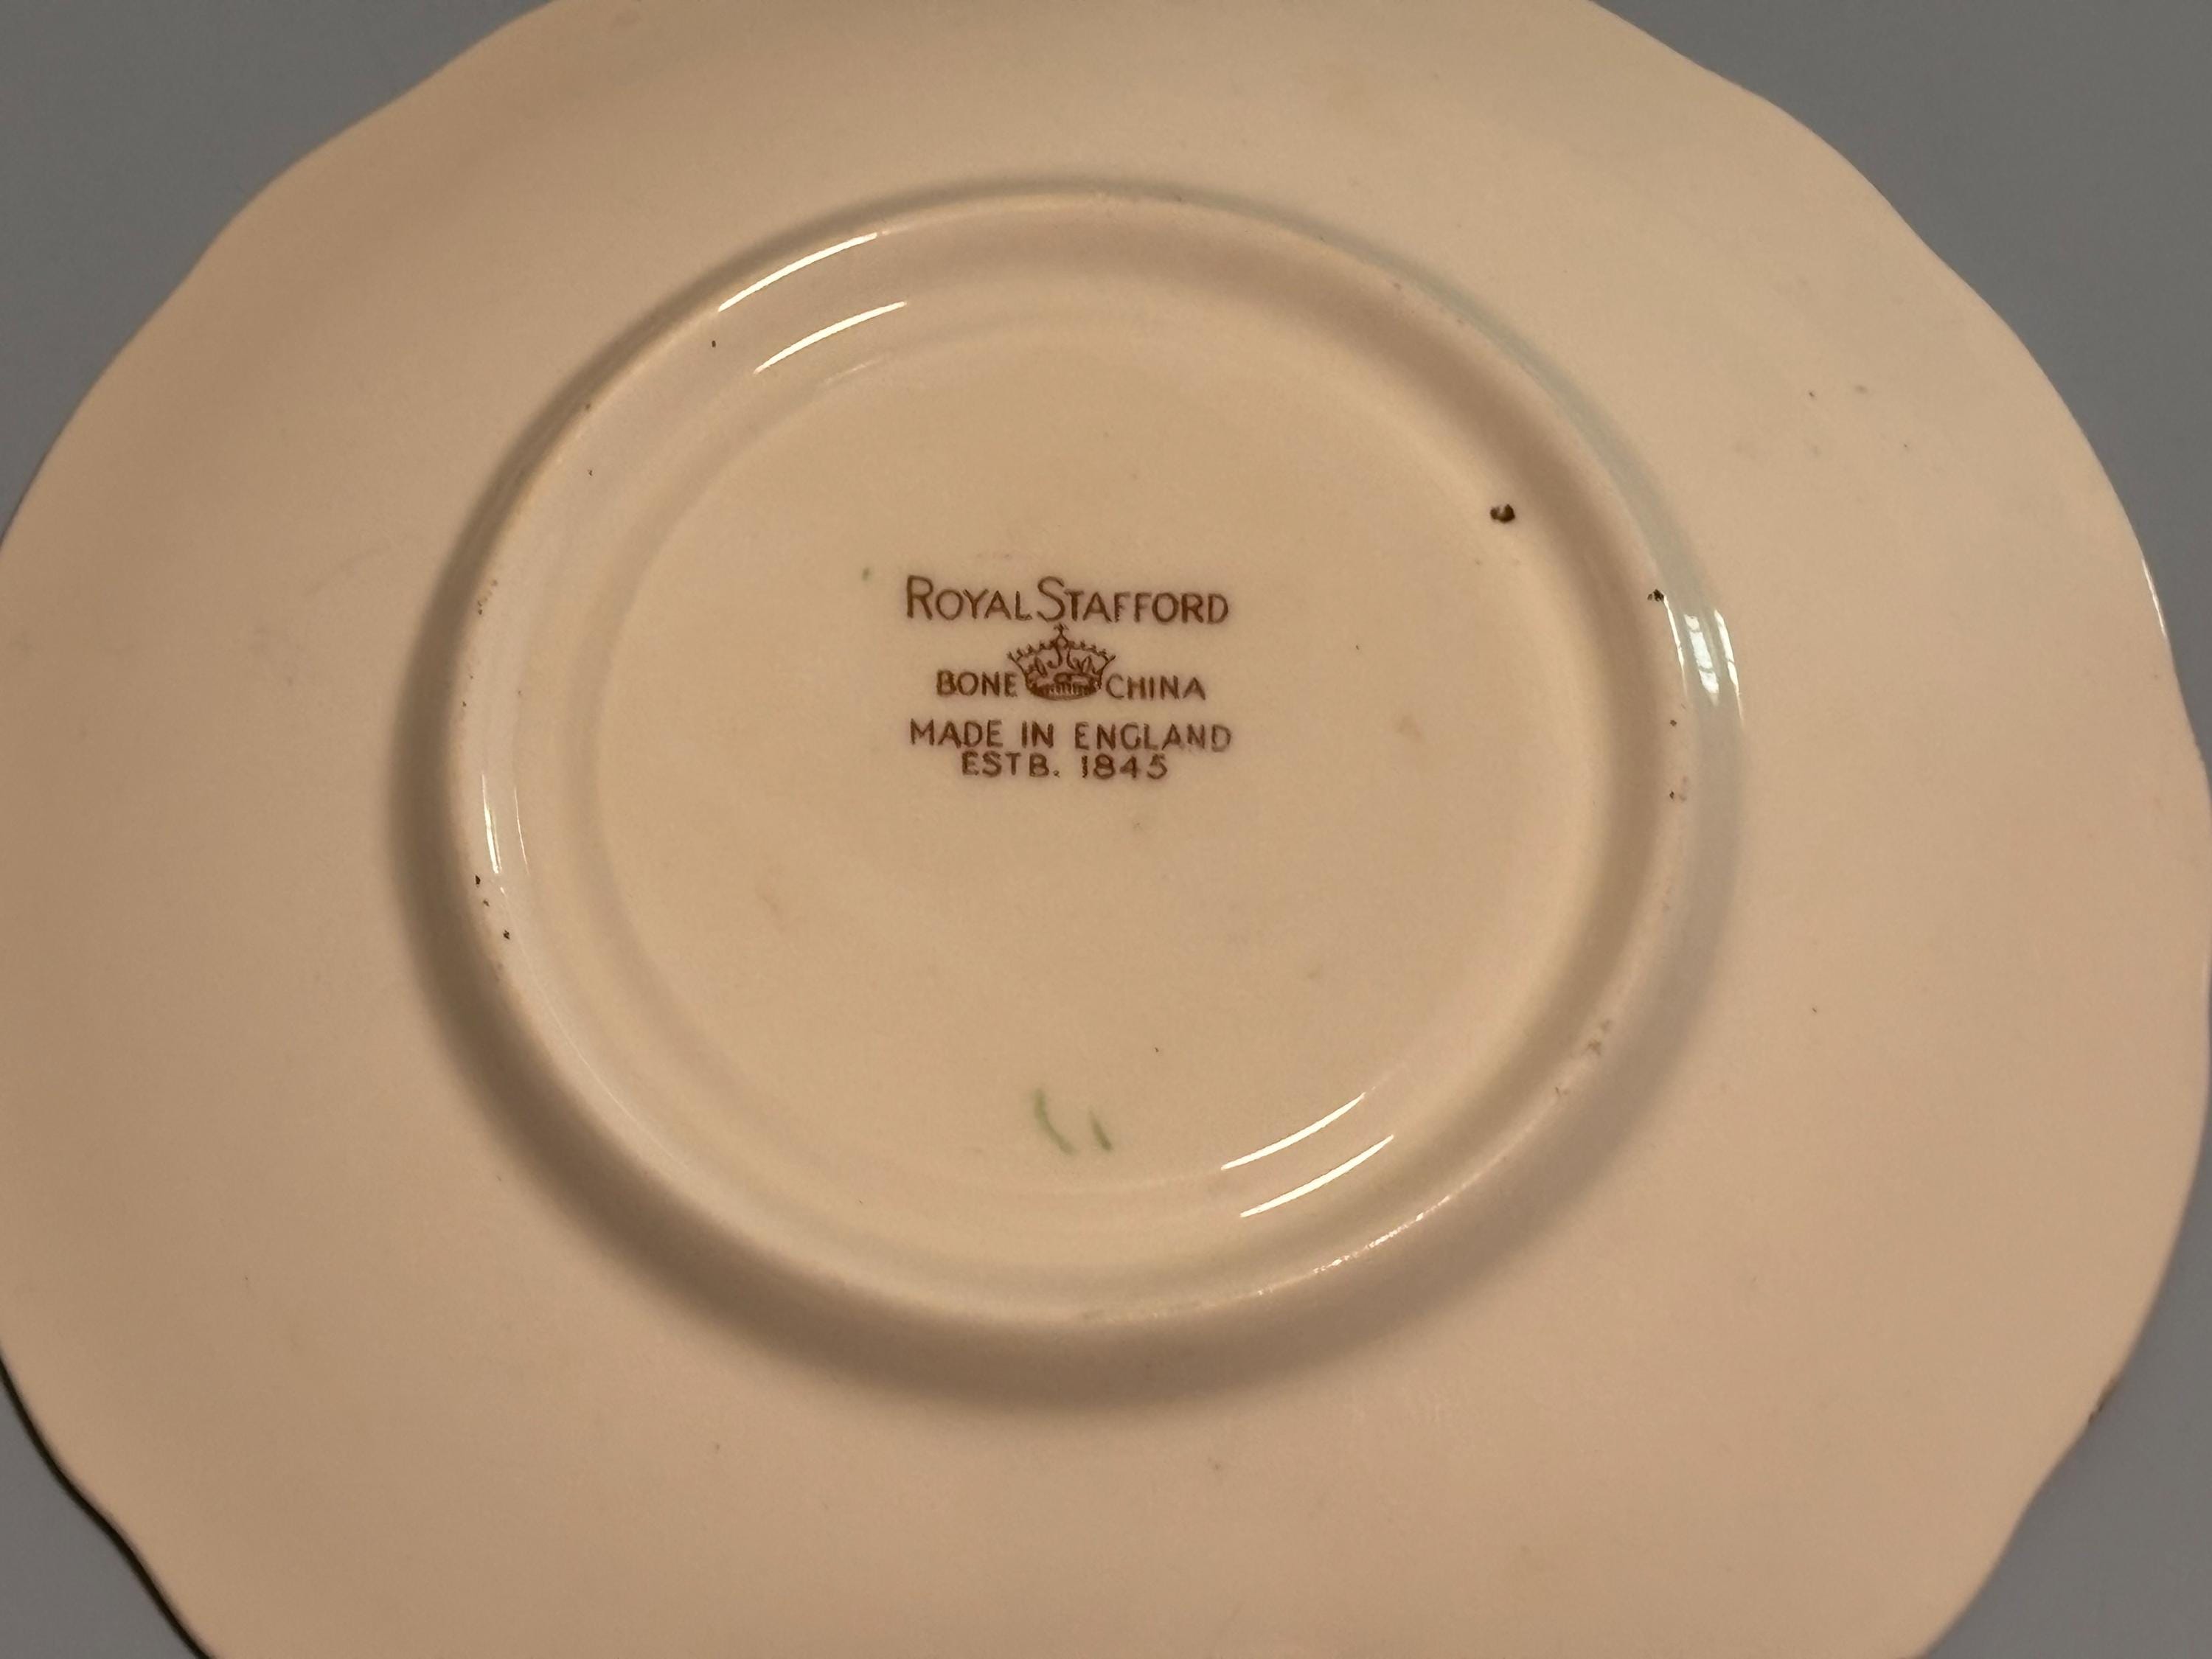 ROYAL STAFFORD
BONE CHINA
MADE IN ENGLAND
ESTB. 1845